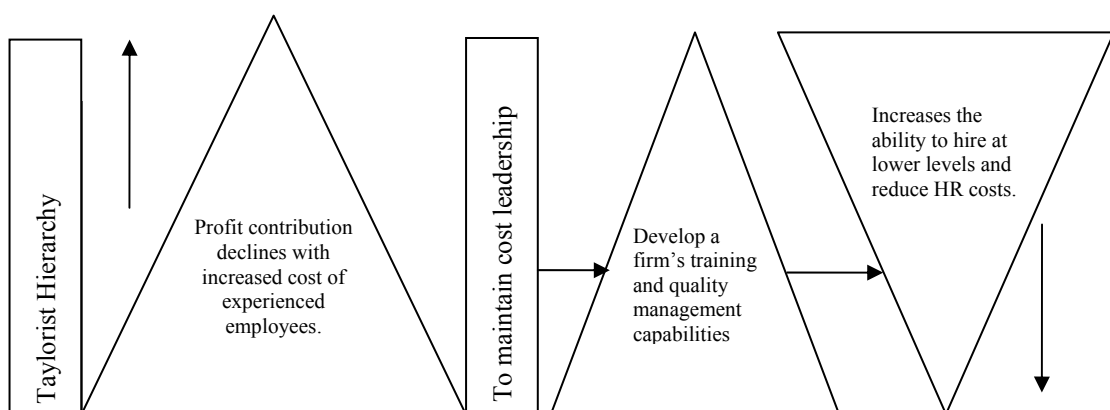 Taylorist Hierarchy
Profit contribution
declines with
increased cost of
experienced
employees.
To maintain cost leadership
Develop a
firm’s training
and quality
management
capabilities
Increases the
ability to hire at
lower levels and
reduce HR costs.